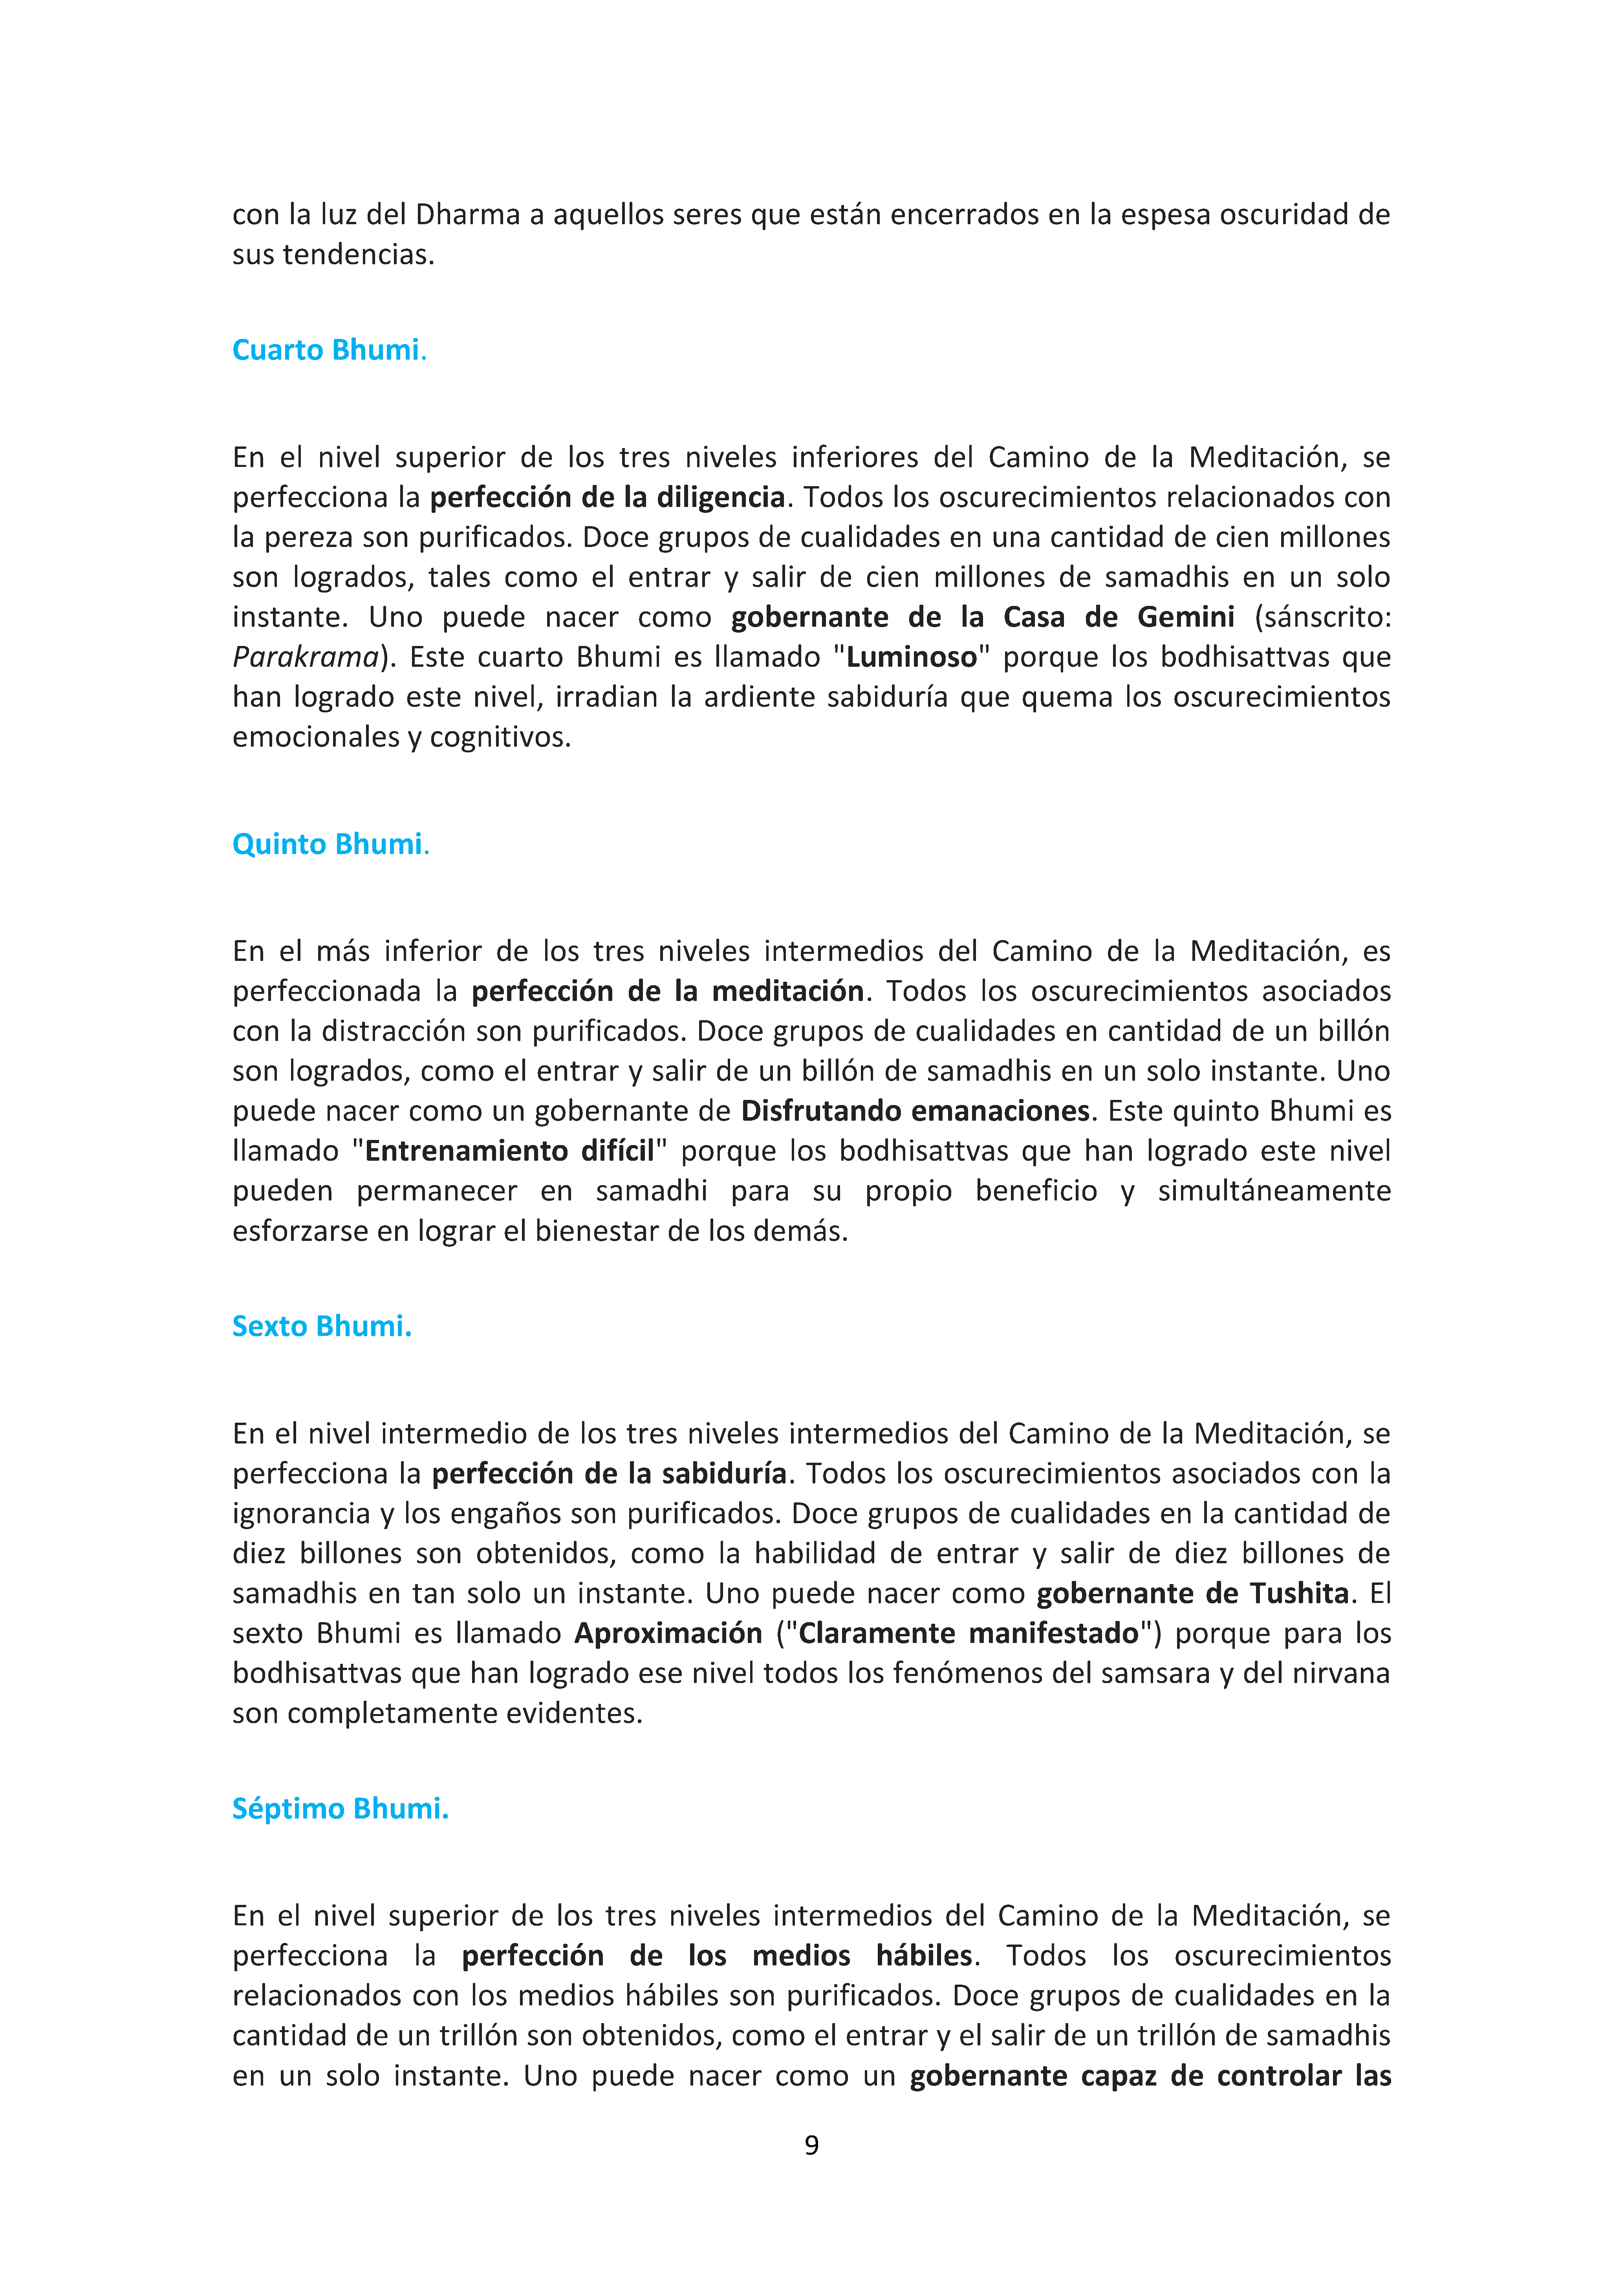 con la luz del Dharma a aquellos seres que están encerrados en la espesa oscuridad de
sus tendencias.
Cuarto Bhumi.
En el nivel superior de los tres niveles inferiores del Camino de la Meditación, se
perfecciona la perfección de la diligencia. Todos los oscurecimientos relacionados con
la pereza son purificados. Doce grupos de cualidades en una cantidad de cien millones
son logrados, tales como el entrar y salir de cien millones de samadhis en un solo
instante. Uno puede nacer como gobernante de la Casa de Gemini (sánscrito:
Parakrama). Este cuarto Bhumi es llamado "Luminoso" porque los bodhisattvas que
han logrado este nivel, irradian la ardiente sabiduría que quema los oscurecimientos
emocionales y cognitivos.
Quinto Bhumi.
En el más inferior de los tres niveles intermedios del Camino de la Meditación, es
perfeccionada la perfección de la meditación. Todos los oscurecimientos asociados
con la distracción son purificados. Doce grupos de cualidades en cantidad de un billón
son logrados, como el entrar y salir de un billón de samadhis en un solo instante. Uno
puede nacer como un gobernante de Disfrutando emanaciones. Este quinto Bhumi es
llamado "Entrenamiento difícil" porque los bodhisattvas que han logrado este nivel
pueden permanecer en samadhi para su propio beneficio y simultáneamente
esforzarse en lograr el bienestar de los demás.
Sexto Bhumi.
En el nivel intermedio de los tres niveles intermedios del Camino de la Meditación, se
perfecciona la perfección de la sabiduría. Todos los oscurecimientos asociados con la
ignorancia y los engaños son purificados. Doce grupos de cualidades en la cantidad de
diez billones son obtenidos, como la habilidad de entrar y salir de diez billones de
samadhis en tan solo un instante. Uno puede nacer como gobernante de Tushita. El
sexto Bhumi es llamado Aproximación ("Claramente manifestado") porque para los
bodhisattvas que han logrado ese nivel todos los fenómenos del samsara y del nirvana
son completamente evidentes.
Séptimo Bhumi.
En el nivel superior de los tres niveles intermedios del Camino de la Meditación, se
perfecciona la perfección de los medios hábiles. Todos los oscurecimientos
relacionados con los medios hábiles son purificados. Doce grupos de cualidades en la
cantidad de un trillón son obtenidos, como el entrar y el salir de un trillón de samadhis
en un solo instante. Uno puede nacer como un gobernante capaz de controlar las
9